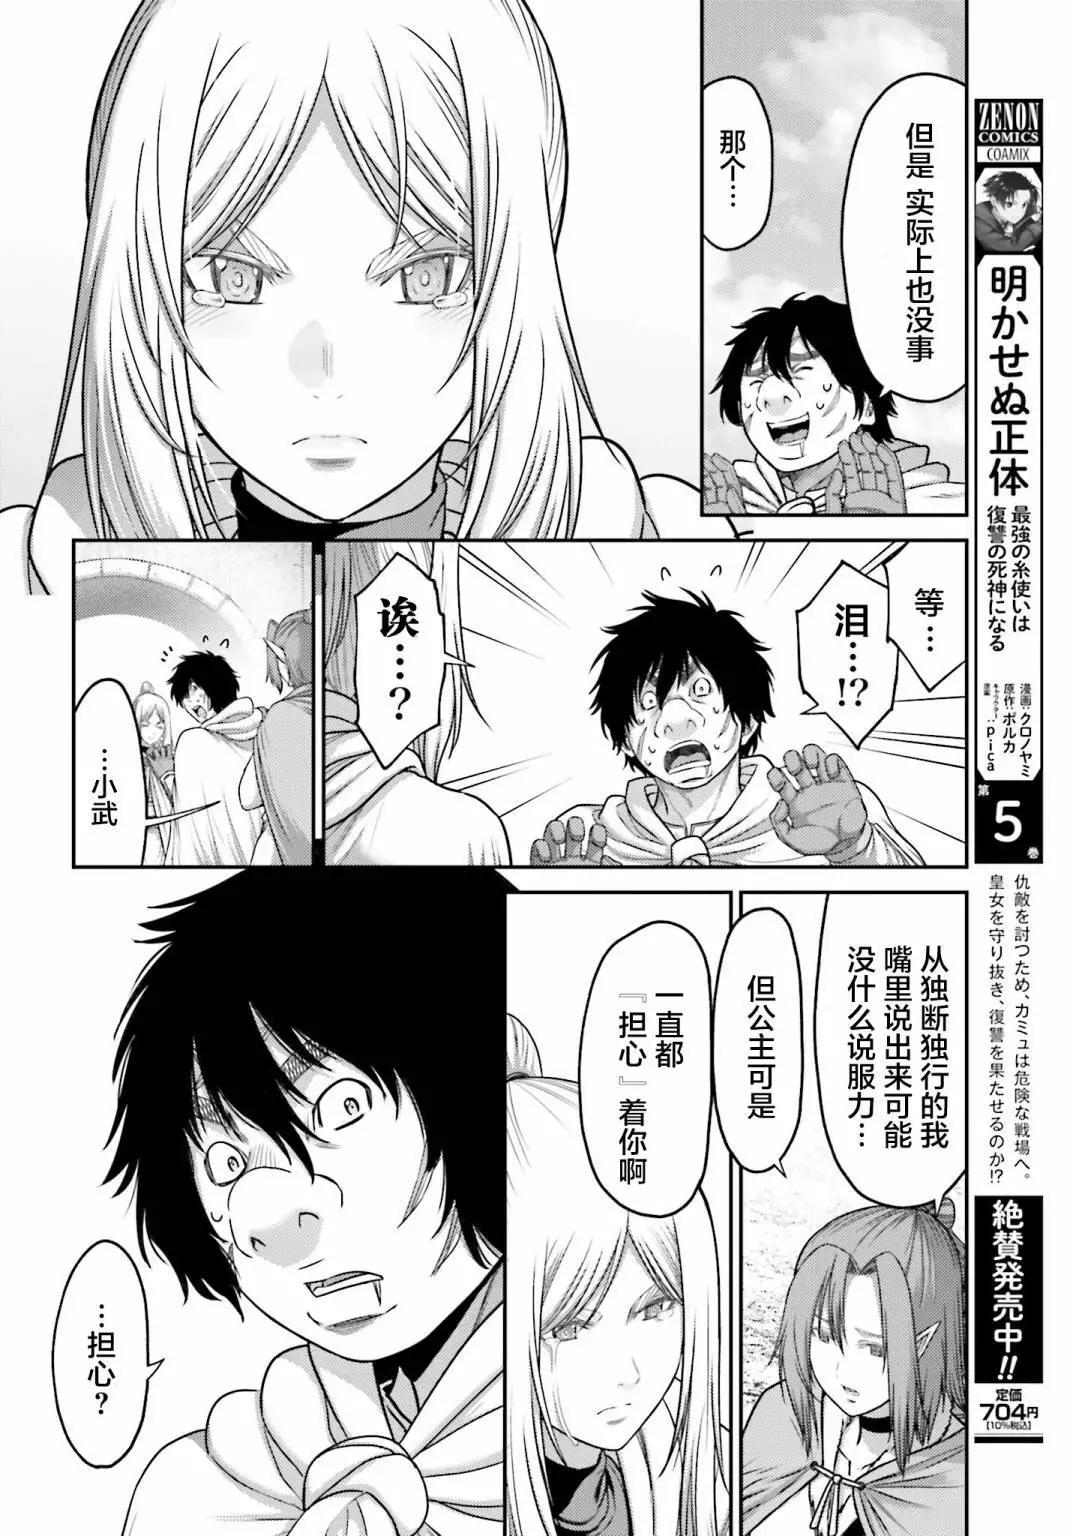 但是 实际上也没事
那个…
等…
泪…!?
诶…?
…小武
从独断独行的我
嘴里说出来可能
没什么说服力…
但公主可是
一直都
『担心』着你啊
…担心?
ZENON
COMICS
COAMIX
明かせぬ正体
最強の糸使いは
復讐の死神になる
漫画:クロノヤミ
原作:ポルカ
キャラクター原案:pica
第
5
巻
仇敵を討つため、カミュは危険な戦場へ。
皇女を守り抜き、復讐を果たせるのか!?
絶賛発売中!!
定価
704円
[10%税込]